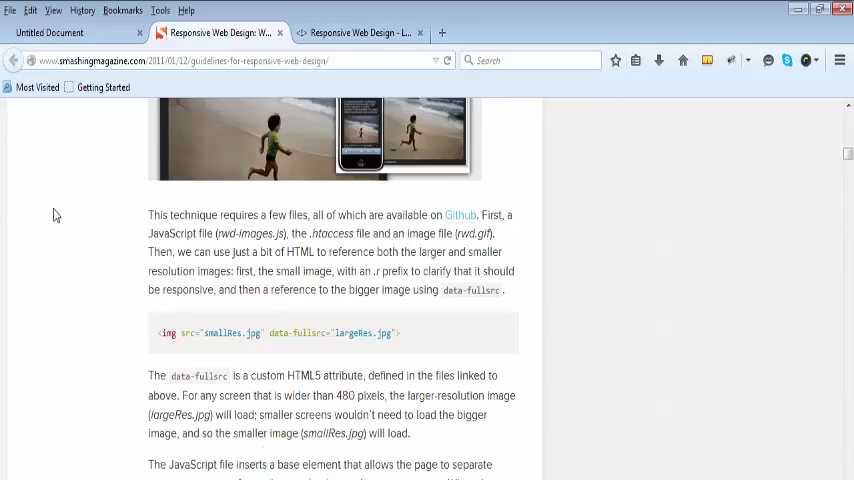 File Edit View History Bookmarks Tools Help
Untitled Document × Responsive Web Design: W... × Responsive Web Design - L... × +
www.smashingmagazine.com/2011/01/12/guidelines-for-responsive-web-design/ Search
Most Visited Getting Started
This technique requires a few files, all of which are available on Github. First, a
JavaScript file (rwd-images.js), the .htaccess file and an image file (rwd.gif).
Then, we can use just a bit of HTML to reference both the larger and smaller
resolution images: first, the small image, with an .r prefix to clarify that it should
be responsive, and then a reference to the bigger image using data-fullsrc .
<img src="smallRes.jpg" data-fullsrc="largeRes.jpg">
The data-fullsrc is a custom HTML5 attribute, defined in the files linked to
above. For any screen that is wider than 480 pixels, the larger-resolution image
(largeRes.jpg) will load; smaller screens wouldn't need to load the bigger
image, and so the smaller image (smallRes.jpg) will load.
The JavaScript file inserts a base element that allows the page to separate